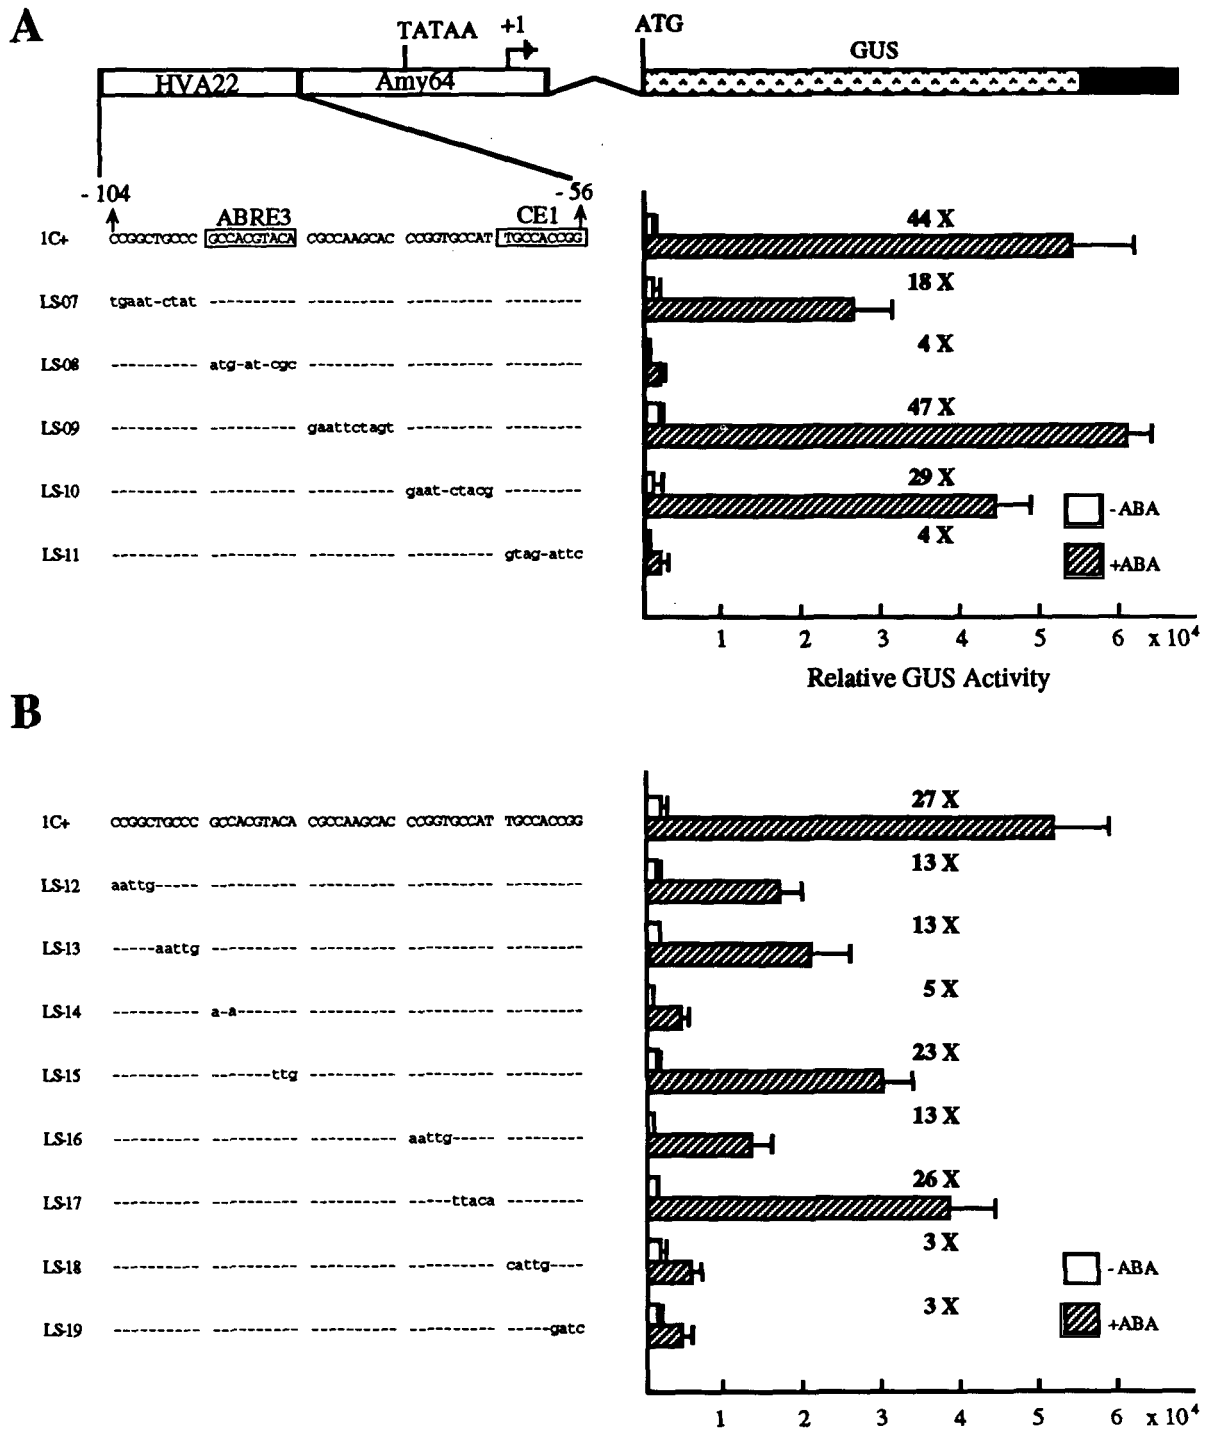 A
TATAA +1 ATG
GUS
HVA22 Amy64
- 104 - 56
ABRE3 CE1
1C+ CCGGCTGCCC GCCACGTACA CGCCAAGCAC CCGGTGCCAT TGCCACCGG 44 X
LS-07 tgaat-ctat ---------- ---------- ---------- --------- 18 X
LS-08 ---------- atg-at-cgc ---------- ---------- --------- 4 X
LS-09 ---------- ---------- gaattctagt ---------- --------- 47 X
LS-10 ---------- ---------- ---------- gaat-ctacg --------- 29 X
- ABA
LS-11 ---------- ---------- ---------- ---------- gtag-attc 4 X
+ABA
1 2 3 4 5 6 x 10⁴
Relative GUS Activity
B
1C+ CCGGCTGCCC GCCACGTACA CGCCAAGCAC CCGGTGCCAT TGCCACCGG 27 X
LS-12 aattg----- ---------- ---------- ---------- --------- 13 X
LS-13 -----aattg ---------- ---------- ---------- --------- 13 X
LS-14 ---------- a-a------- ---------- ---------- --------- 5 X
LS-15 ---------- -------ttg ---------- ---------- --------- 23 X
LS-16 ---------- ---------- ---------- aattg----- --------- 13 X
LS-17 ---------- ---------- ---------- -----ttaca --------- 26 X
LS-18 ---------- ---------- ---------- ---------- cattg---- 3 X
- ABA
LS-19 ---------- ---------- ---------- ---------- -----gatc 3 X
+ABA
1 2 3 4 5 6 x 10⁴